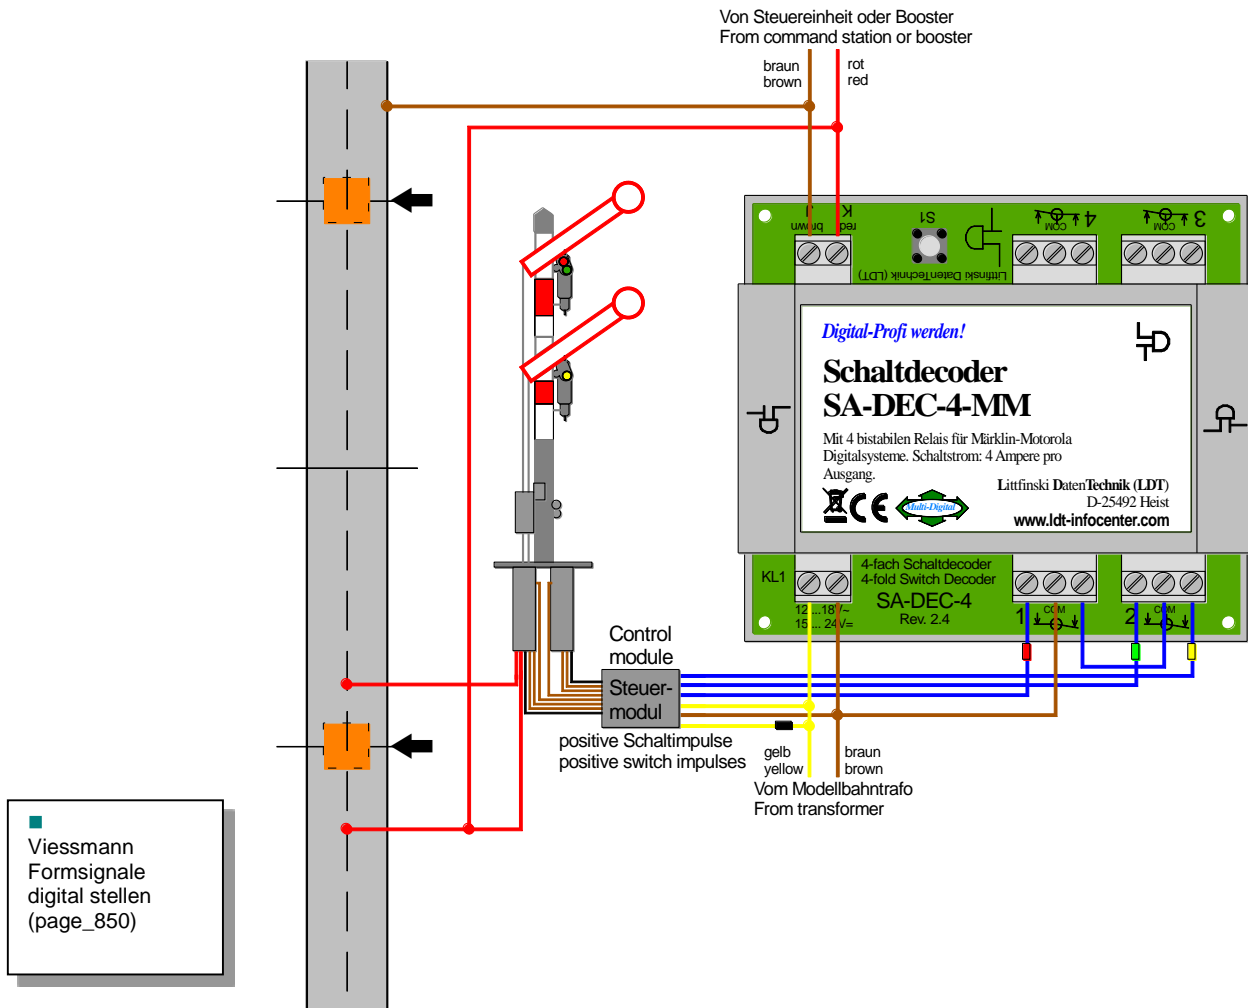 Von Steuereinheit oder Booster
From command station or booster
braun
brown
rot
red
J
brown
K
red
S1
COM
4
COM
3
Littfinski DatenTechnik (LDT)
Digital-Profi werden!
LTD
Schaltdecoder
SA-DEC-4-MM
Mit 4 bistabilen Relais für Märklin-Motorola
Digitalsysteme. Schaltstrom: 4 Ampere pro
Ausgang.
Littfinski DatenTechnik (LDT)
D-25492 Heist
www.ldt-infocenter.com
CE
Multi-Digital
KL1
4-fach Schaltdecoder
4-fold Switch Decoder
SA-DEC-4
Rev. 2.4
12...18V~
15... 24V=
1
COM
2
COM
Control
module
Steuer-
modul
positive Schaltimpulse
positive switch impulses
gelb
yellow
braun
brown
Vom Modellbahntrafo
From transformer
Viessmann
Formsignale
digital stellen
(page_850)